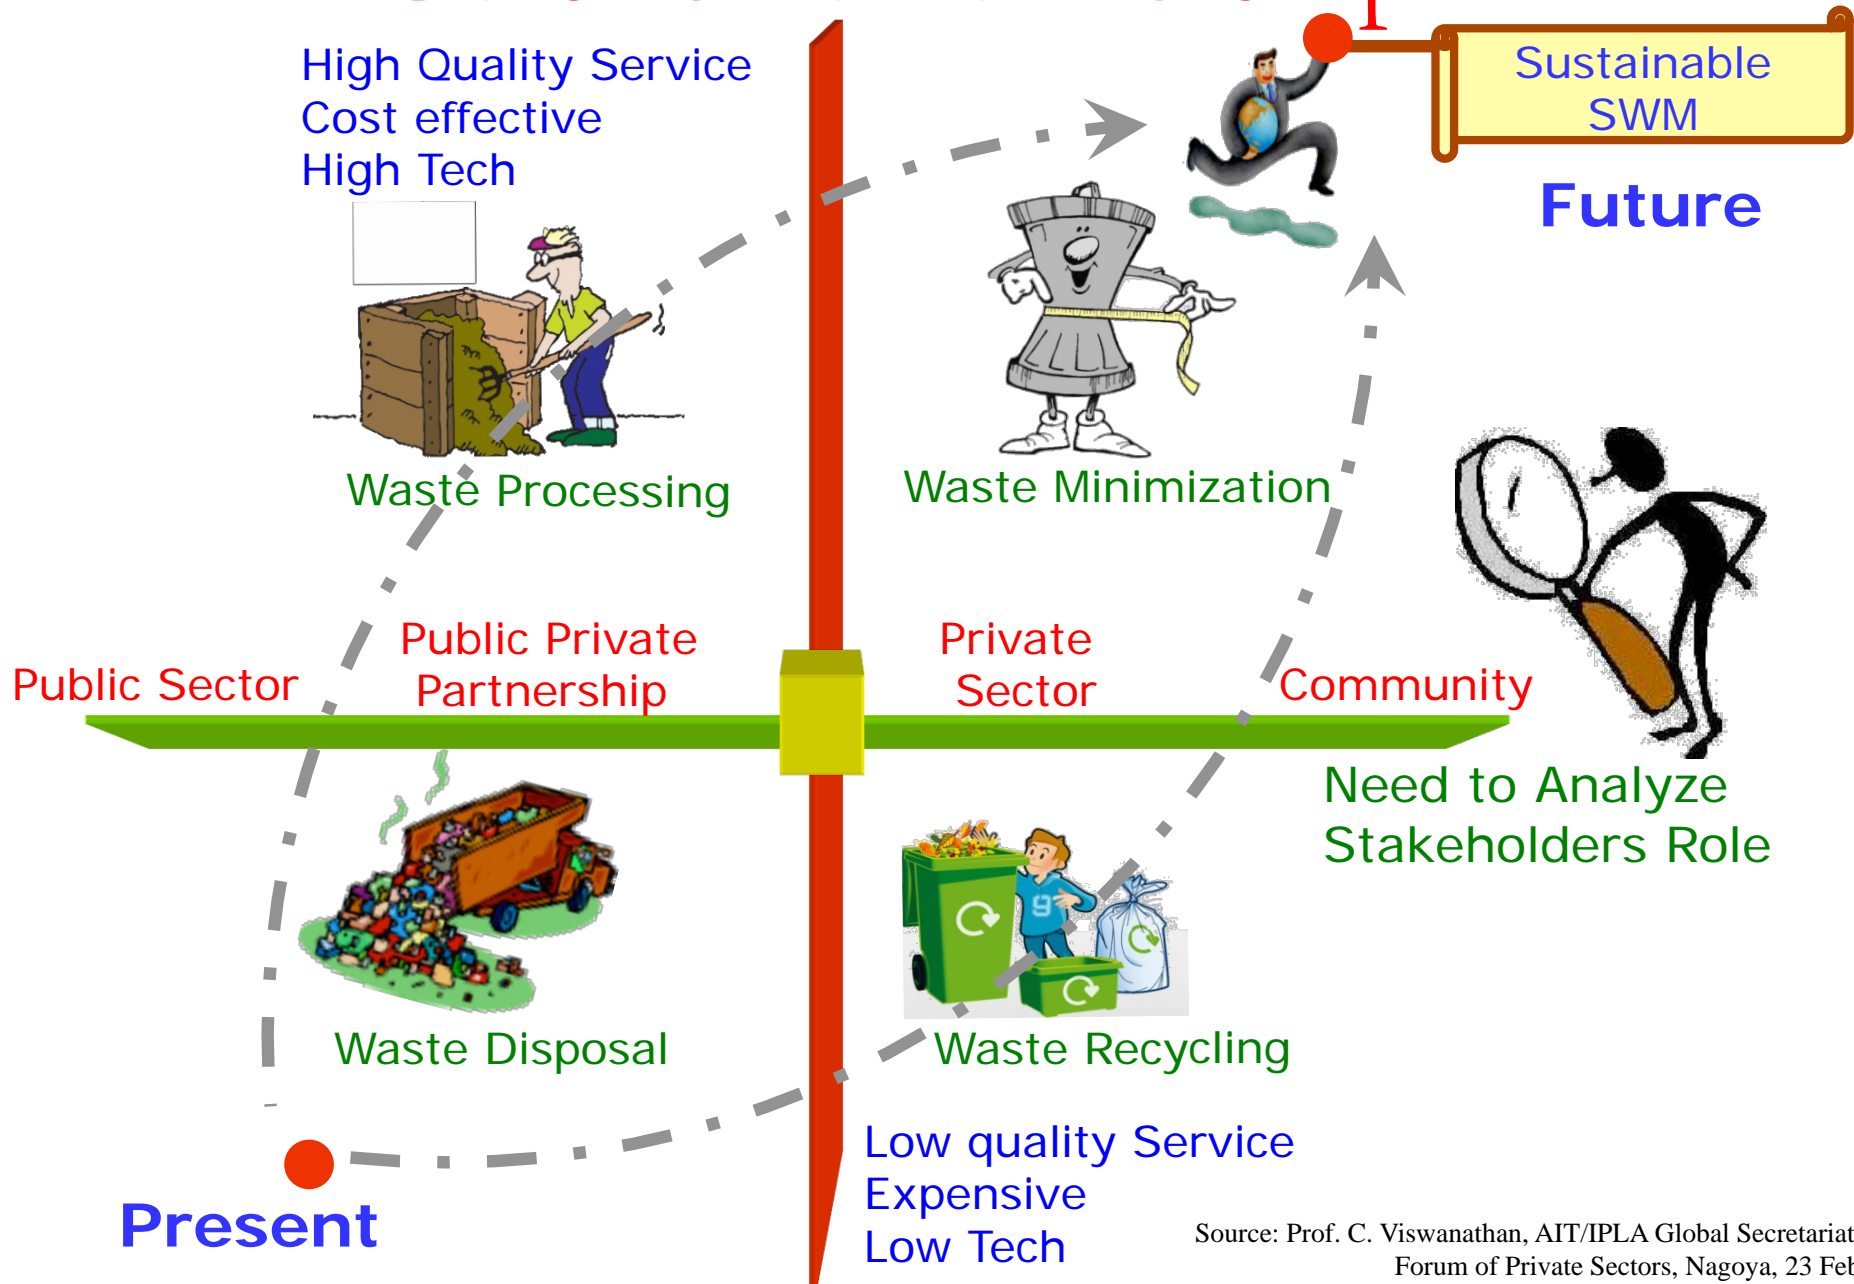 High Quality Service
Cost effective
High Tech
Sustainable
SWM
Future
Waste Processing
Waste Minimization
Public Sector
Public Private
Partnership
Private
Sector
Community
Need to Analyze
Stakeholders Role
9
Waste Disposal
Waste Recycling
Present
Low quality Service
Expensive
Low Tech
Source: Prof. C. Viswanathan, AIT/IPLA Global Secretariat
Forum of Private Sectors, Nagoya, 23 Feb